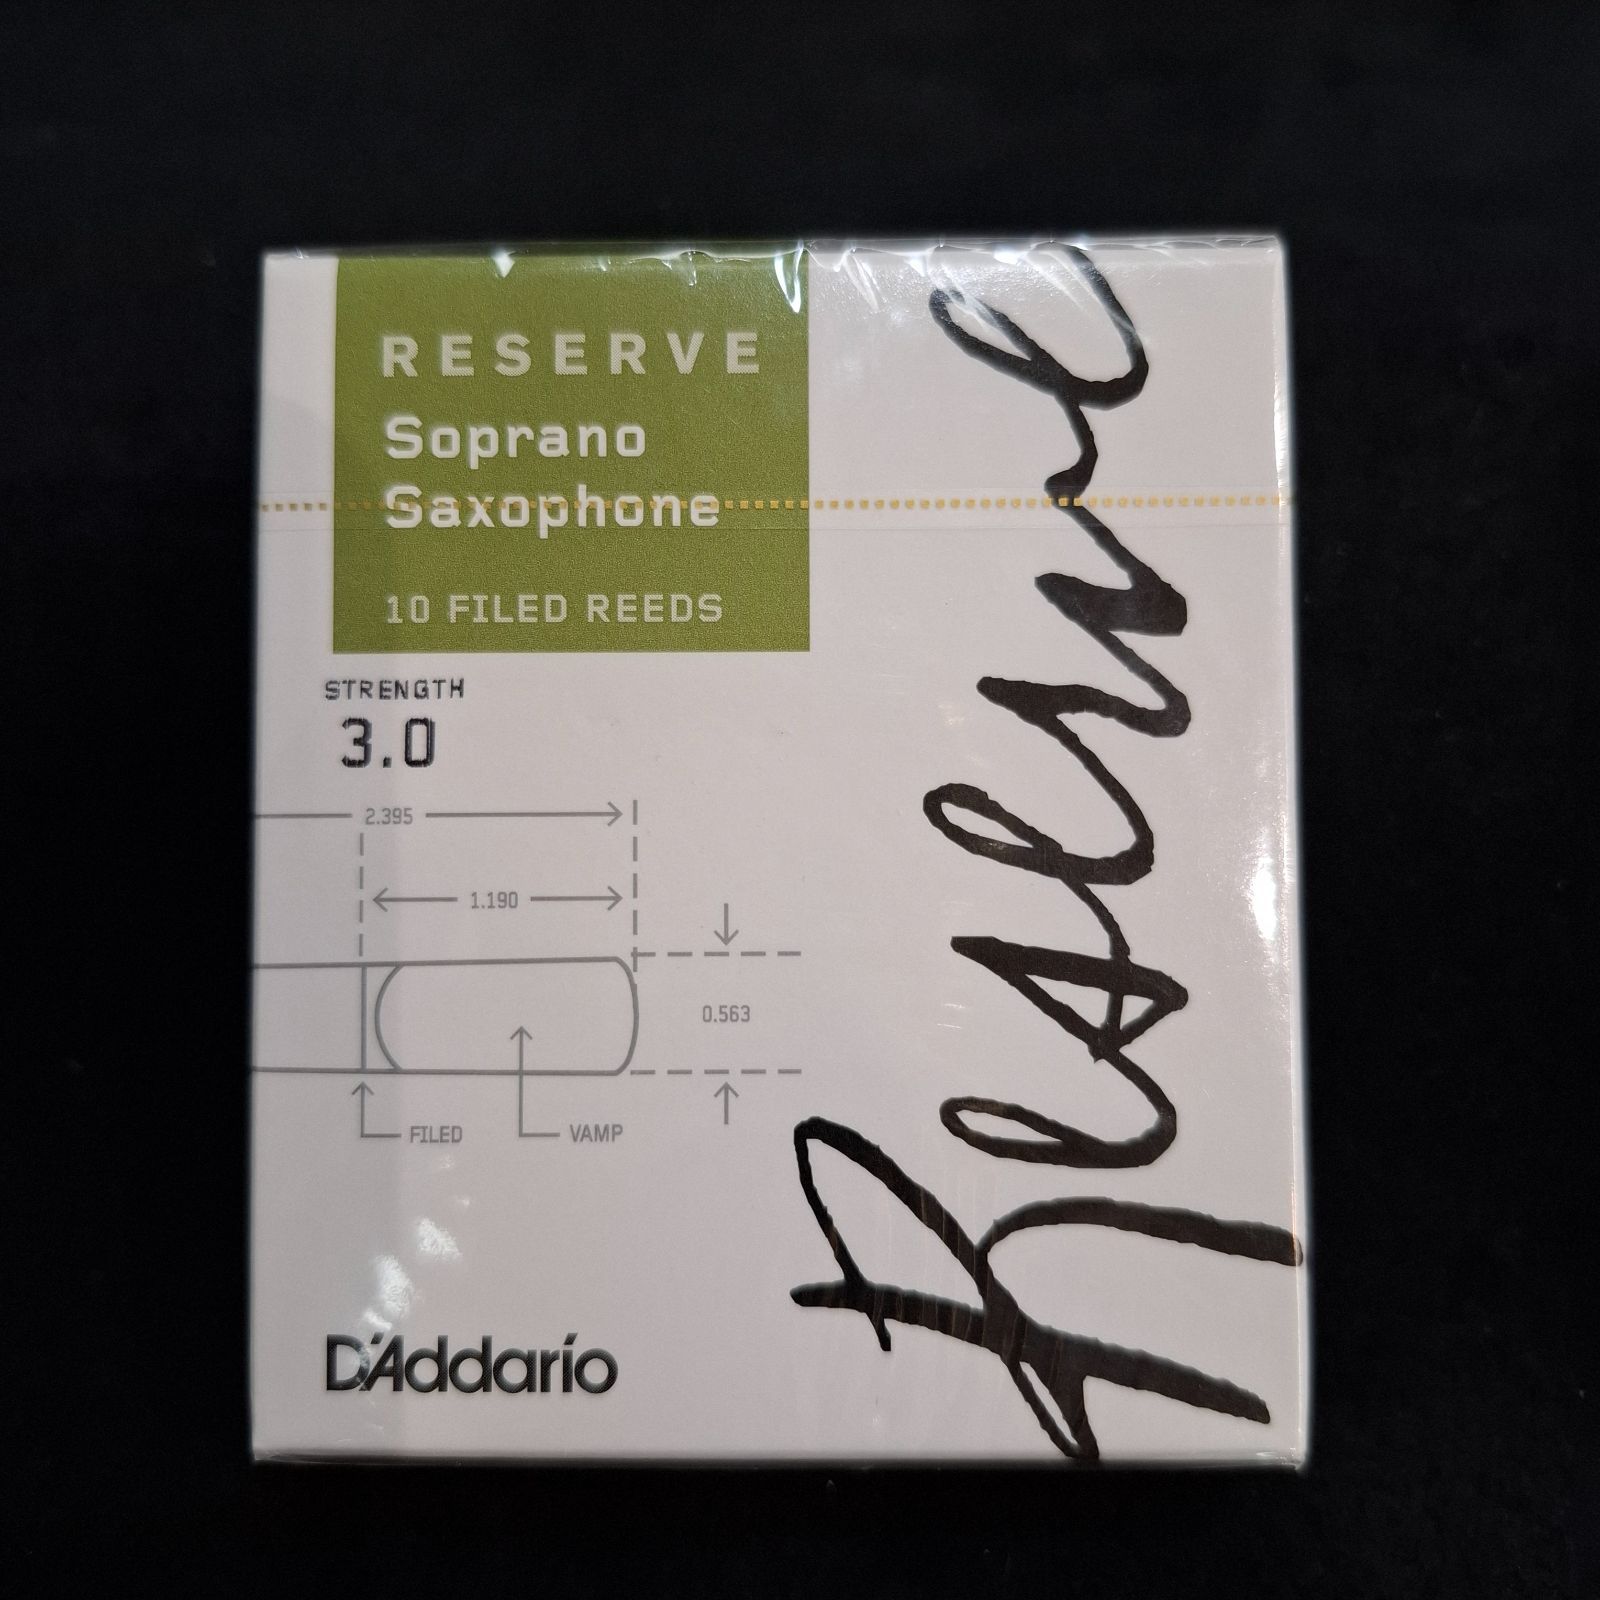 RESERVE
Soprano
Saxophone
10 FILED REEDS
STRENGTH
3.0
2.395
1.190
0.563
FILED
VAMP
D'Addario
Reserve